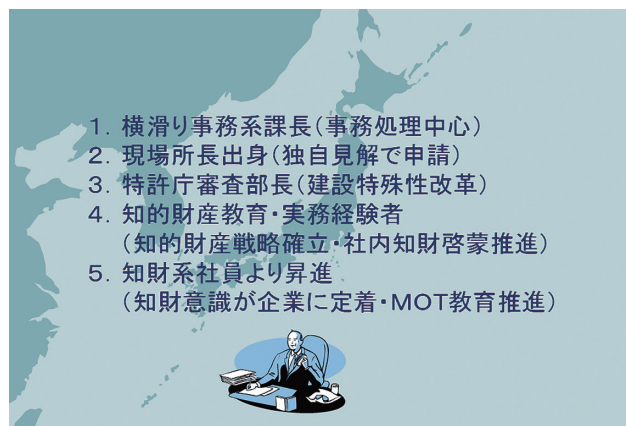 １．横滑り事務系課長（事務処理中心）
２．現場所長出身（独自見解で申請）
３．特許庁審査部長（建設特殊性改革）
４．知的財産教育・実務経験者
（知的財産戦略確立・社内知財啓蒙推進）
５．知財系社員より昇進
（知財意識が企業に定着・ＭＯＴ教育推進）